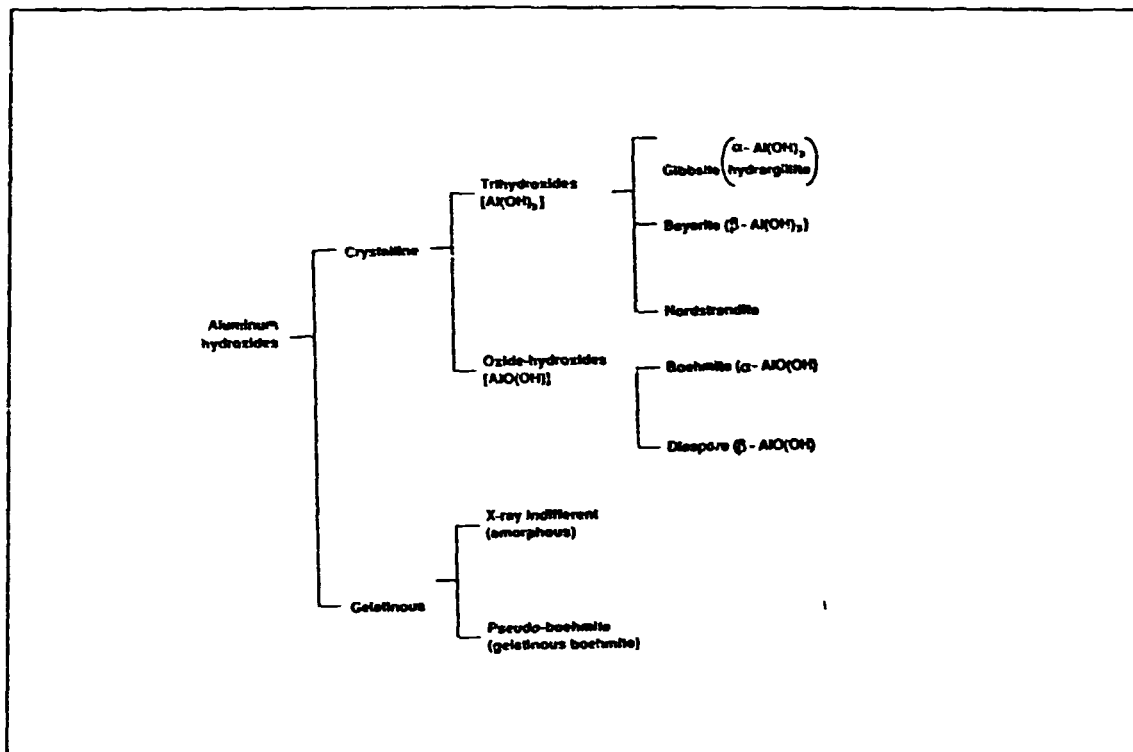 Aluminum
hydroxides
Crystalline
Trihydroxides
[Al(OH)₃]
Gibbsite (α- Al(OH)₃
hydrargillite)
Bayerite (β- Al(OH)₃)
Nordstrandite
Oxide-hydroxides
[AlO(OH)]
Boehmite (α- AlO(OH)
Diaspore (β- AlO(OH)
Gelatinous
X-ray indifferent
(amorphous)
Pseudo-boehmite
(gelatinous boehmite)